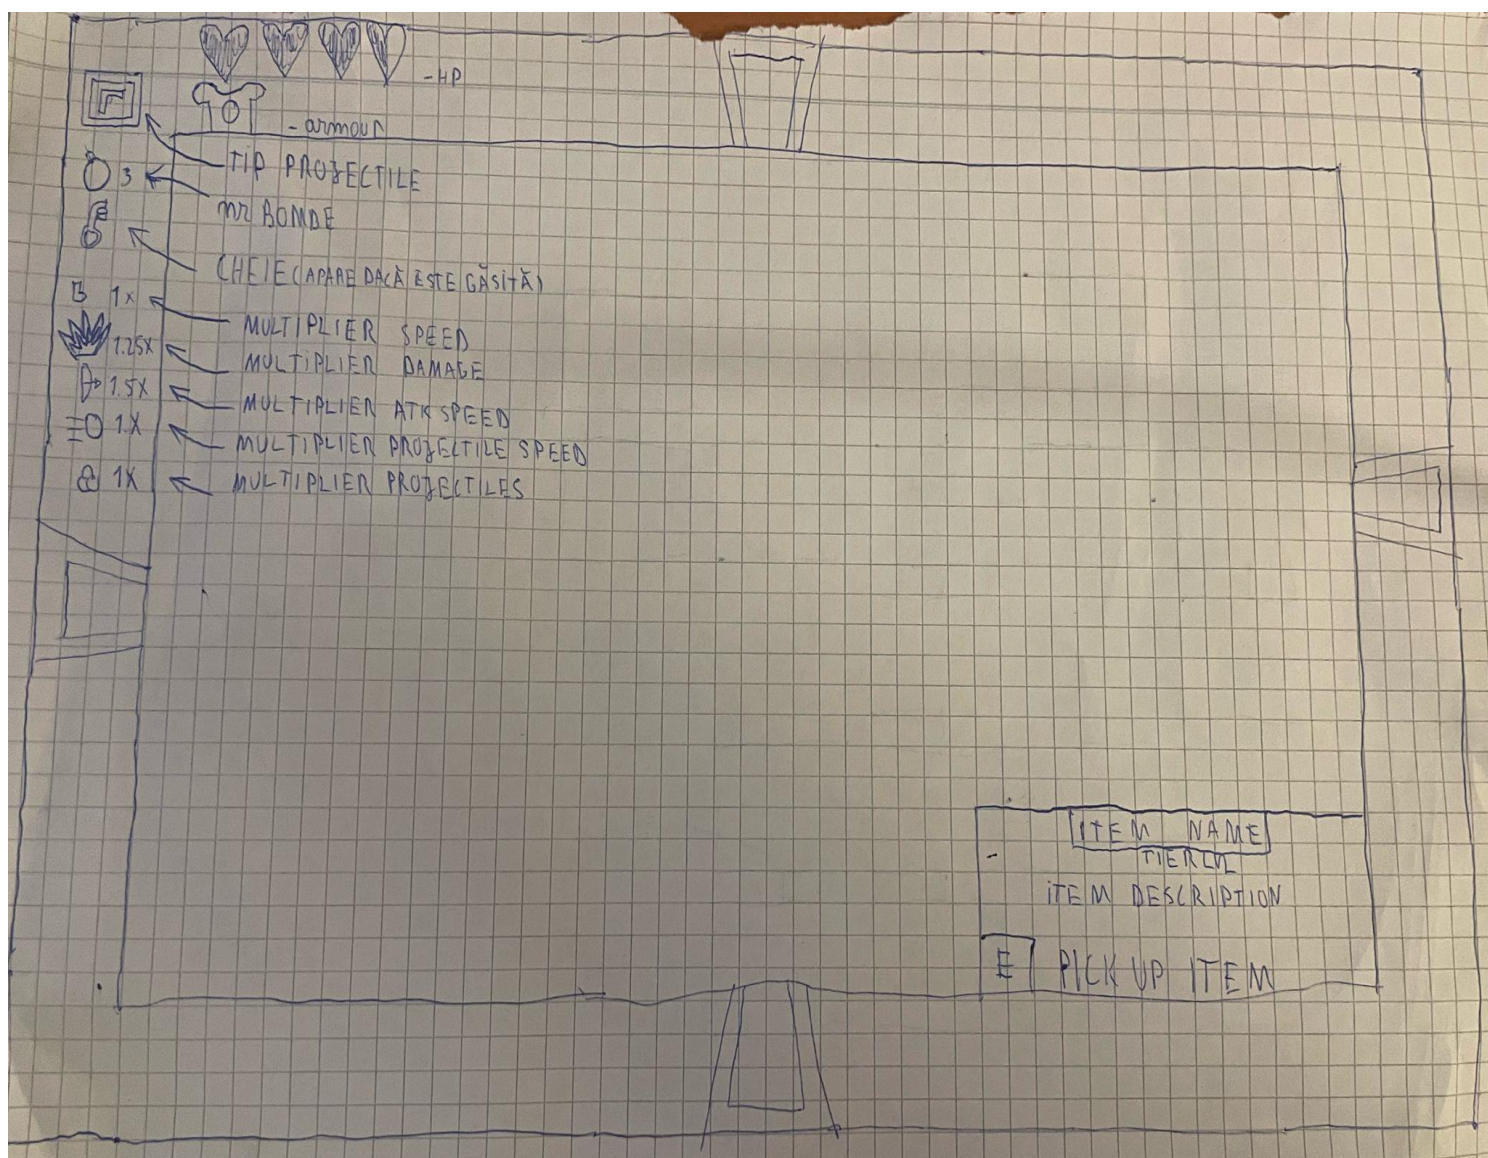 -HP
- armour
TIP PROJECTILE
3
nr BOMBE
CHEIE (APARE DACĂ ESTE GĂSITĂ)
1x
MULTIPLIER SPEED
1.25X
MULTIPLIER DAMAGE
1.5X
MULTIPLIER ATK SPEED
1.X
MULTIPLIER PROJECTILE SPEED
1X
MULTIPLIER PROJECTILES
ITEM NAME
TIER LVL
ITEM DESCRIPTION
E PICK UP ITEM